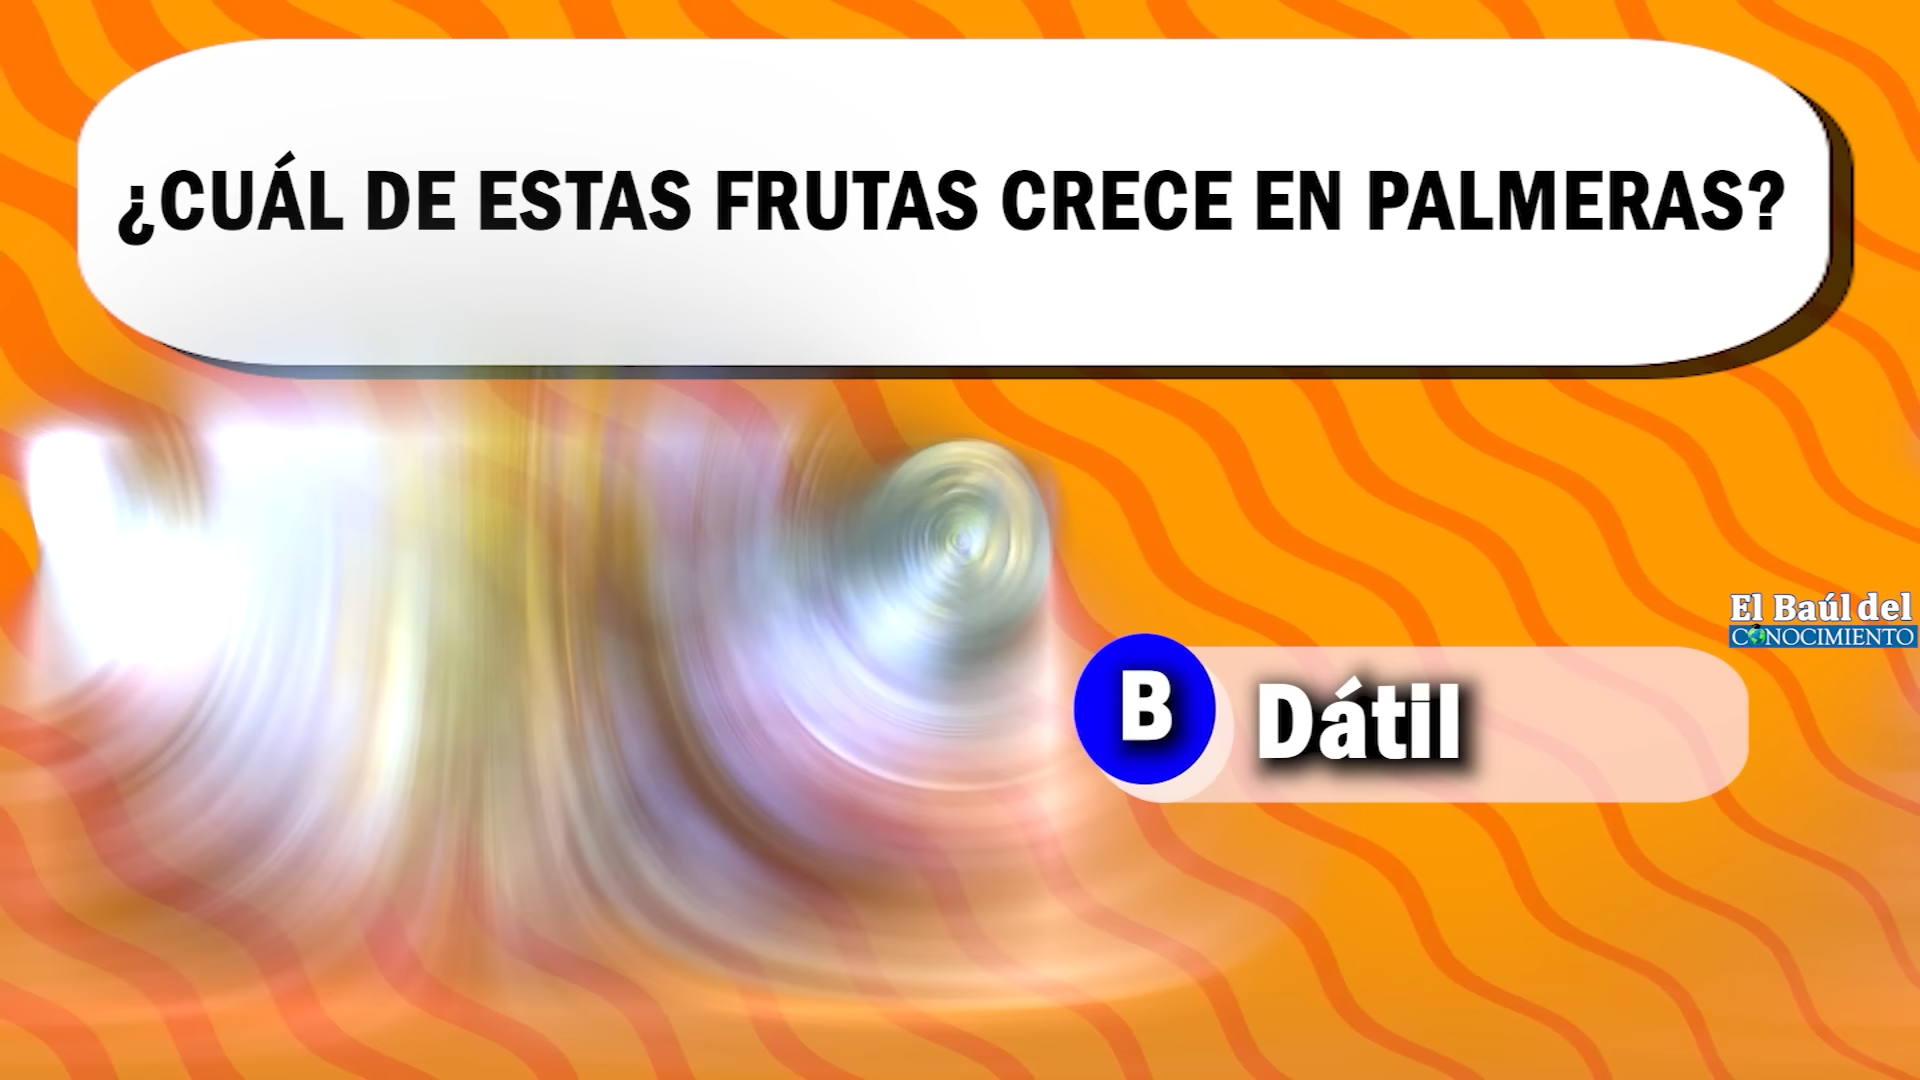 ¿CUÁL DE ESTAS FRUTAS CRECE EN PALMERAS?
El Baúl del
CONOCIMIENTO
B Dátil